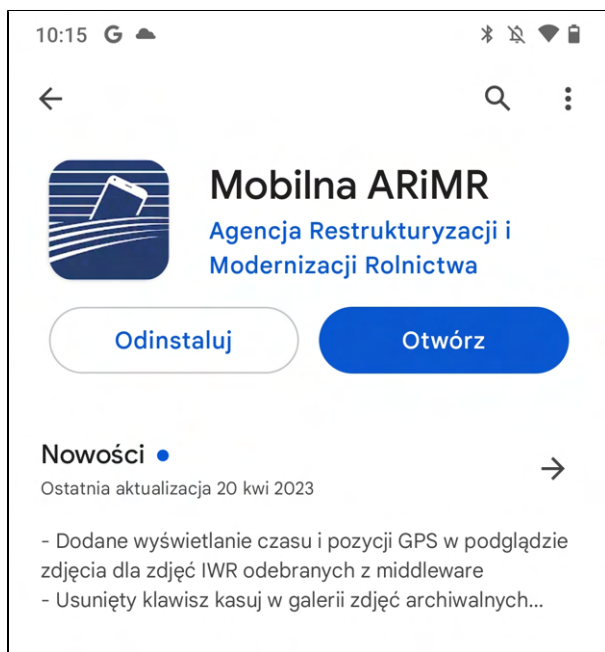 10:15 G
Mobilna ARiMR
Agencja Restrukturyzacji i
Modernizacji Rolnictwa
Odinstaluj
Otwórz
Nowości
Ostatnia aktualizacja 20 kwi 2023
- Dodane wyświetlanie czasu i pozycji GPS w podglądzie
zdjęcia dla zdjęć IWR odebranych z middleware
- Usunięty klawisz kasuj w galerii zdjęć archiwalnych...